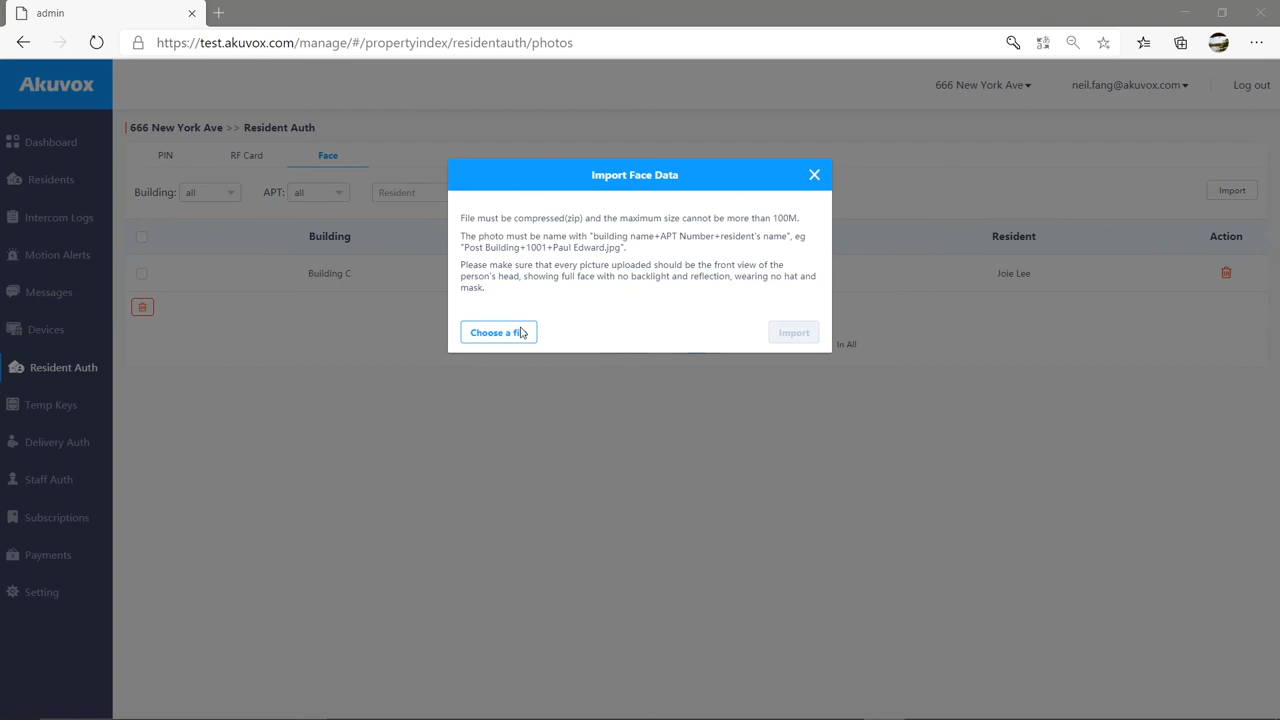 admin
https://test.akuvox.com/manage/#/propertyindex/residentauth/photos
Akuvox
666 New York Ave
neil.fang@akuvox.com
Log out
Dashboard
Residents
Intercom Logs
Motion Alerts
Messages
Devices
Resident Auth
Temp Keys
Delivery Auth
Staff Auth
Subscriptions
Payments
Setting
666 New York Ave >> Resident Auth
PIN
RF Card
Face
Building:
all
APT:
all
Resident
Import
Building
Resident
Action
Building C
Joie Lee
In All
Import Face Data
File must be compressed(zip) and the maximum size cannot be more than 100M.
The photo must be name with "building name+APT Number+resident's name", eg
"Post Building+1001+Paul Edward.jpg".
Please make sure that every picture uploaded should be the front view of the
person's head, showing full face with no backlight and reflection, wearing no hat and
mask.
Choose a
Import